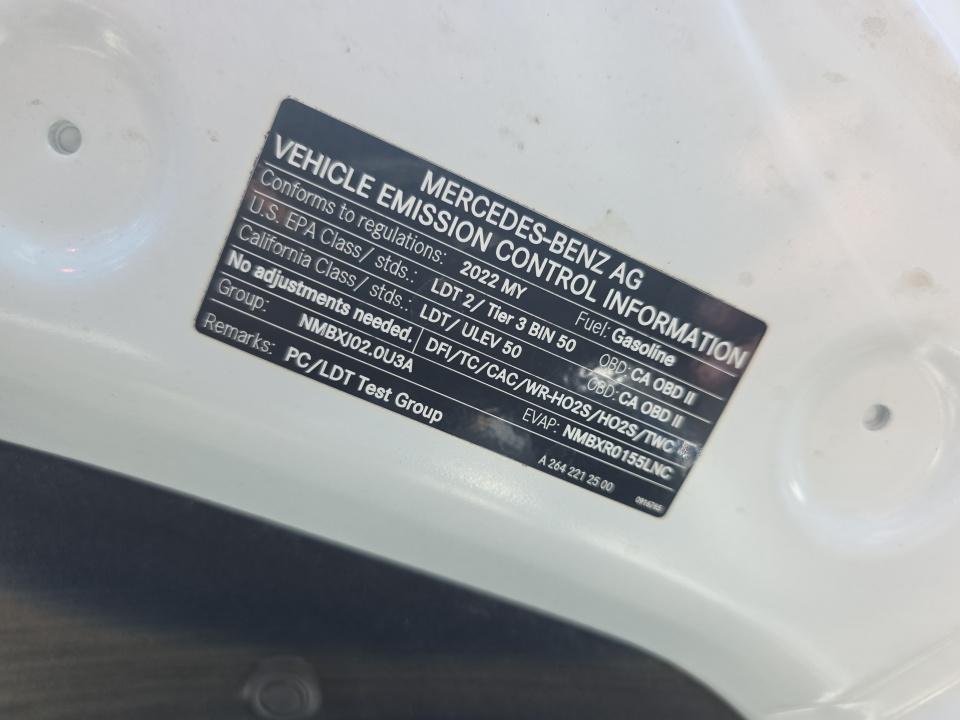 MERCEDES-BENZ AG
VEHICLE EMISSION CONTROL INFORMATION
Conforms to regulations: 2022 MY Fuel: Gasoline
U.S. EPA Class/ stds.: LDT 2/ Tier 3 BIN 50 OBD: CA OBD II
California Class/ stds.: LDT/ ULEV 50 OBD: CA OBD II
No adjustments needed. DFI/TC/CAC/WR-HO2S/HO2S/TWC
Group: NMBXJ02.0U3A EVAP: NMBXR0155LNC
Remarks: PC/LDT Test Group
A 264 221 25 00